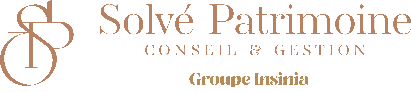 Solvé Patrimoine
CONSEIL & GESTION
Groupe Insinia